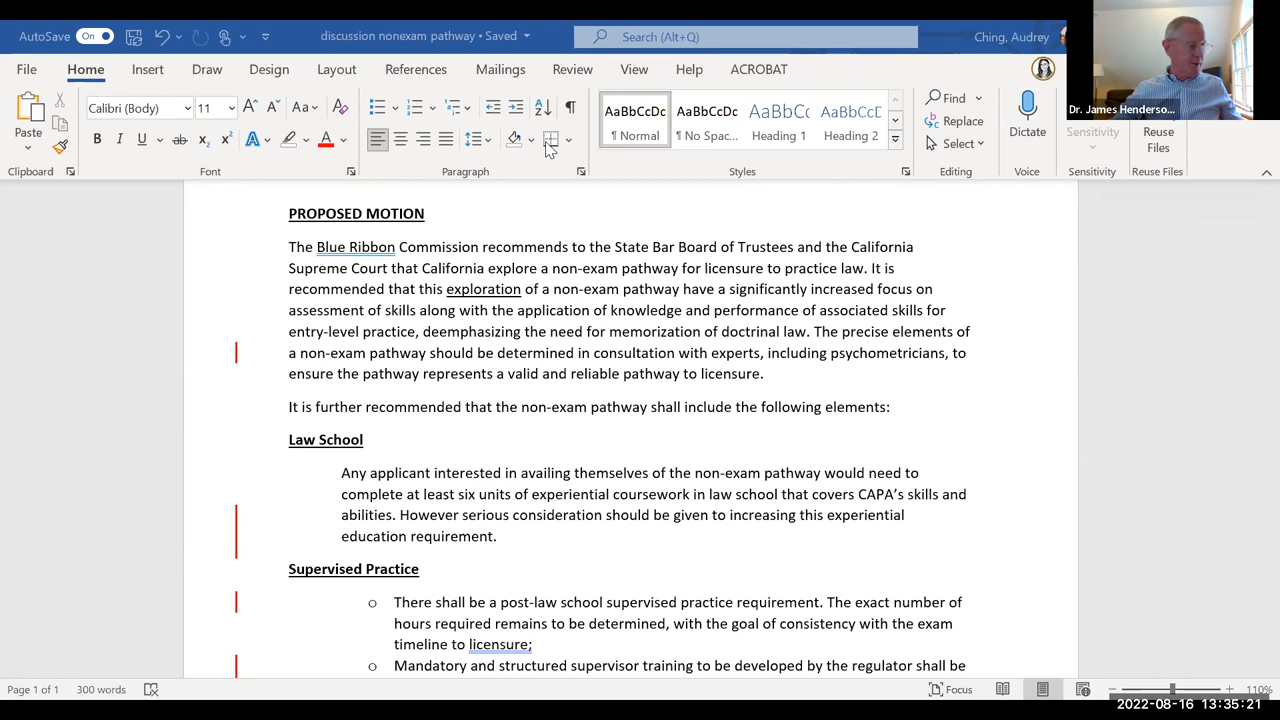 AutoSave On
discussion nonexam pathway • Saved
Search (Alt+Q)
Ching, Audrey
Dr. James Henderso...
File Home Insert Draw Design Layout References Mailings Review View Help ACROBAT
Paste
Calibri (Body) 11
Aa
AaBbCcDc AaBbCcDc AaBbCc AaBbCcD
¶ Normal ¶ No Spac... Heading 1 Heading 2
Find
Replace
Select
Dictate
Sensitivity
Reuse
Files
Clipboard Font Paragraph Styles Editing Voice Sensitivity Reuse Files
PROPOSED MOTION
The Blue Ribbon Commission recommends to the State Bar Board of Trustees and the California
Supreme Court that California explore a non-exam pathway for licensure to practice law. It is
recommended that this exploration of a non-exam pathway have a significantly increased focus on
assessment of skills along with the application of knowledge and performance of associated skills for
entry-level practice, deemphasizing the need for memorization of doctrinal law. The precise elements of
a non-exam pathway should be determined in consultation with experts, including psychometricians, to
ensure the pathway represents a valid and reliable pathway to licensure.
It is further recommended that the non-exam pathway shall include the following elements:
Law School
Any applicant interested in availing themselves of the non-exam pathway would need to
complete at least six units of experiential coursework in law school that covers CAPA's skills and
abilities. However serious consideration should be given to increasing this experiential
education requirement.
Supervised Practice
o There shall be a post-law school supervised practice requirement. The exact number of
hours required remains to be determined, with the goal of consistency with the exam
timeline to licensure;
o Mandatory and structured supervisor training to be developed by the regulator shall be
Page 1 of 1 300 words
Focus
110%
2022-08-16 13:35:21